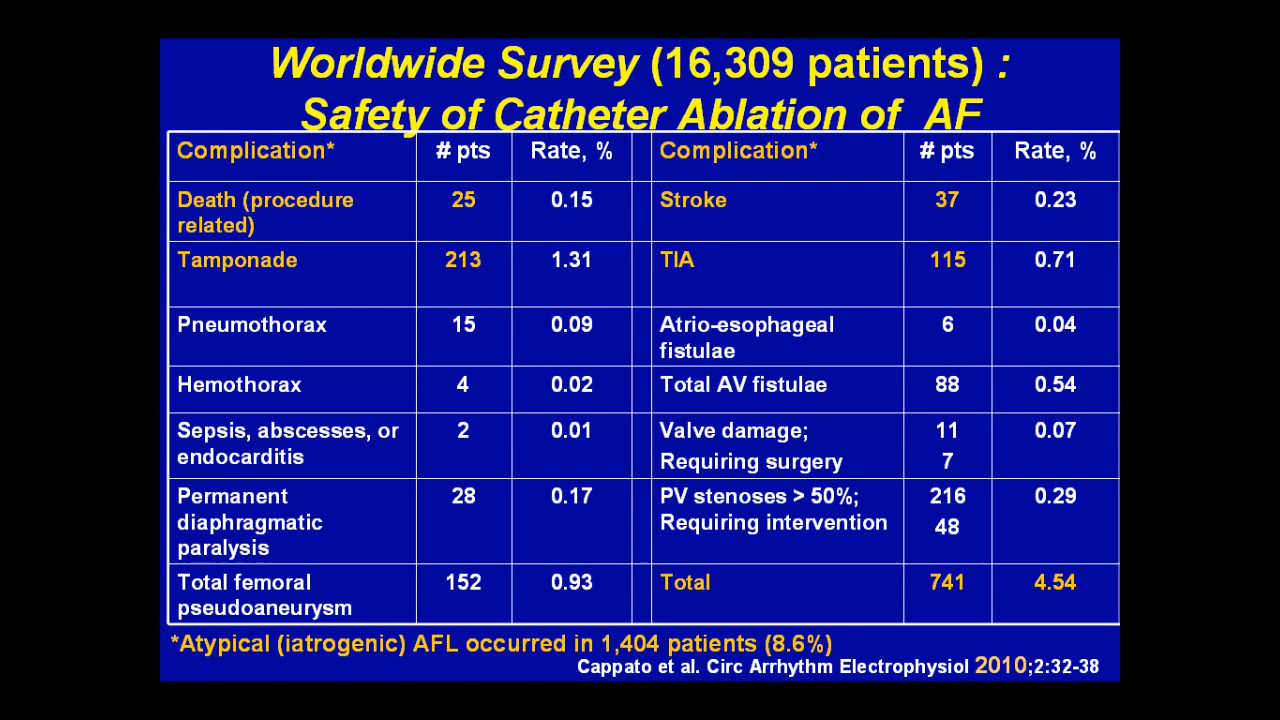 Worldwide Survey (16,309 patients) :
Safety of Catheter Ablation of AF
Complication* # pts Rate, % Complication* # pts Rate, %
Death (procedure related) 25 0.15 Stroke 37 0.23
Tamponade 213 1.31 TIA 115 0.71
Pneumothorax 15 0.09 Atrio-esophageal fistulae 6 0.04
Hemothorax 4 0.02 Total AV fistulae 88 0.54
Sepsis, abscesses, or endocarditis 2 0.01 Valve damage; 11 0.07
Requiring surgery 7
Permanent diaphragmatic paralysis 28 0.17 PV stenoses > 50%; 216 0.29
Requiring intervention 48
Total femoral pseudoaneurysm 152 0.93 Total 741 4.54
*Atypical (iatrogenic) AFL occurred in 1,404 patients (8.6%)
Cappato et al. Circ Arrhythm Electrophysiol 2010;2:32-38